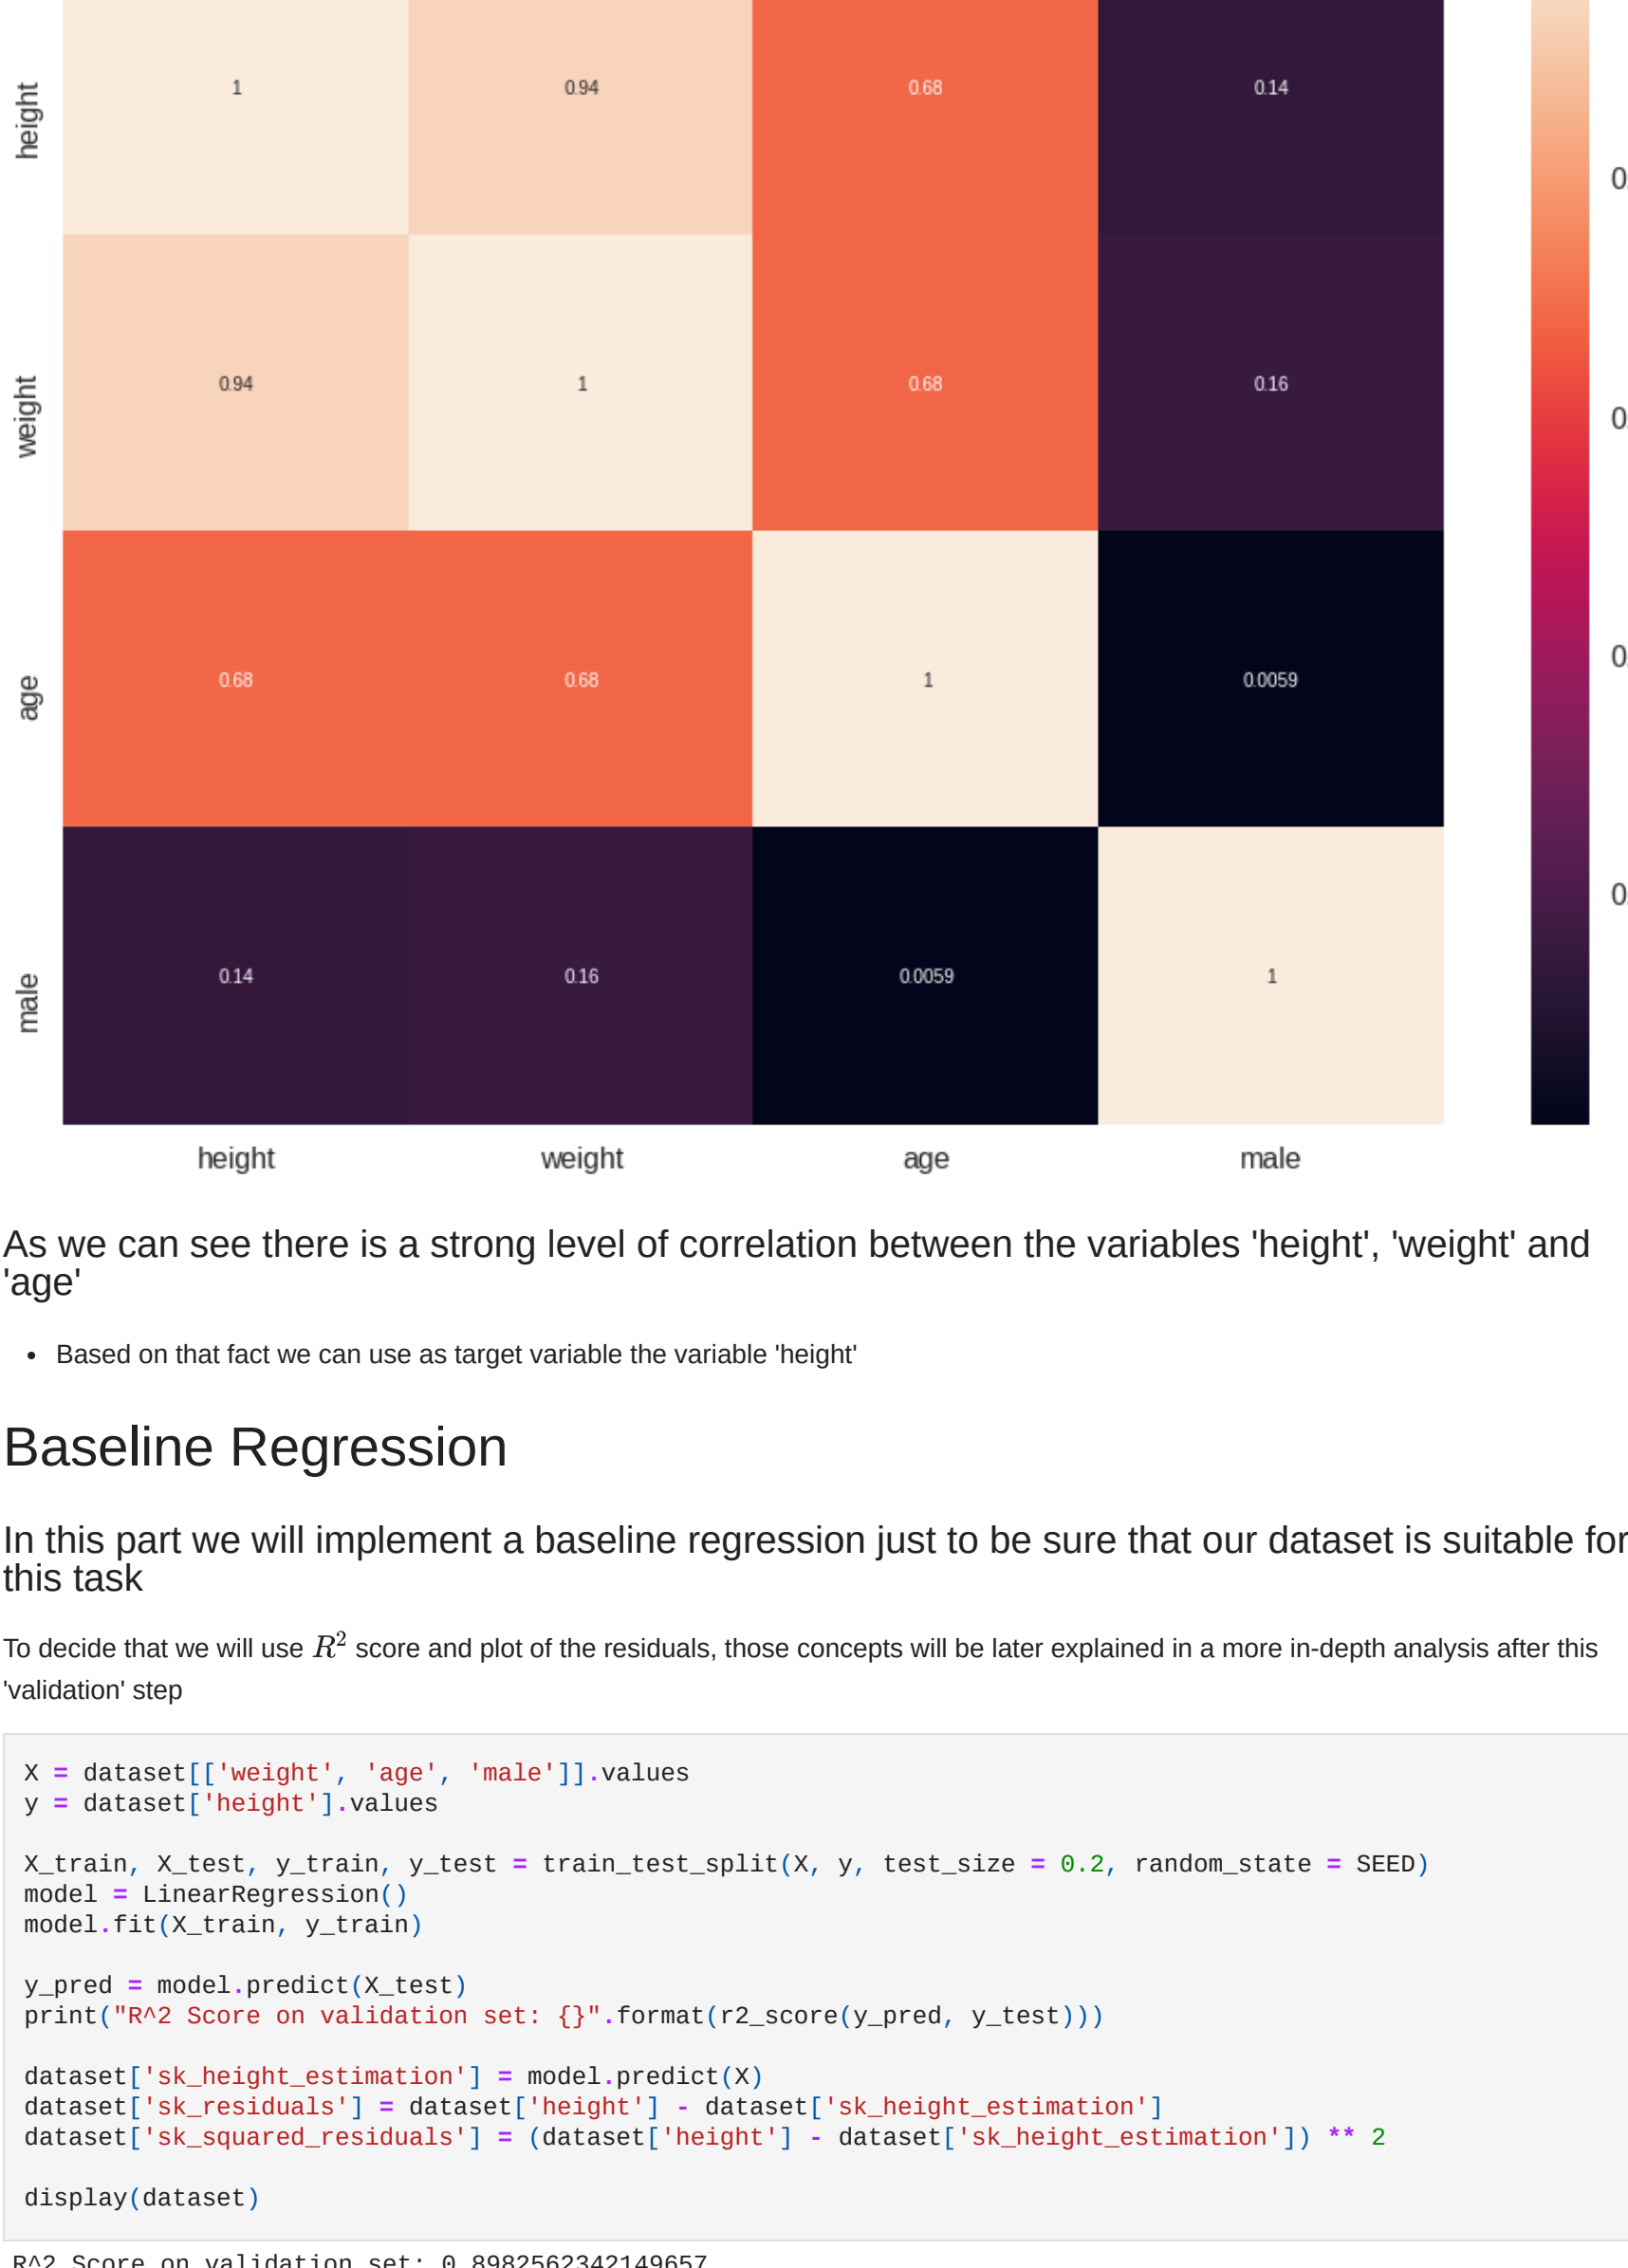 height
1
0.94
0.68
0.14
weight
0.94
1
0.68
0.16
age
0.68
0.68
1
0.0059
male
0.14
0.16
0.0059
1
height
weight
age
male
As we can see there is a strong level of correlation between the variables 'height', 'weight' and
'age'
• Based on that fact we can use as target variable the variable 'height'
Baseline Regression
In this part we will implement a baseline regression just to be sure that our dataset is suitable for
this task
To decide that we will use R² score and plot of the residuals, those concepts will be later explained in a more in-depth analysis after this
'validation' step
X = dataset[['weight', 'age', 'male']].values
y = dataset['height'].values
X_train, X_test, y_train, y_test = train_test_split(X, y, test_size = 0.2, random_state = SEED)
model = LinearRegression()
model.fit(X_train, y_train)
y_pred = model.predict(X_test)
print("R^2 Score on validation set: {}".format(r2_score(y_pred, y_test)))
dataset['sk_height_estimation'] = model.predict(X)
dataset['sk_residuals'] = dataset['height'] - dataset['sk_height_estimation']
dataset['sk_squared_residuals'] = (dataset['height'] - dataset['sk_height_estimation']) ** 2
display(dataset)
R^2 Score on validation set: 0.8982562342149657